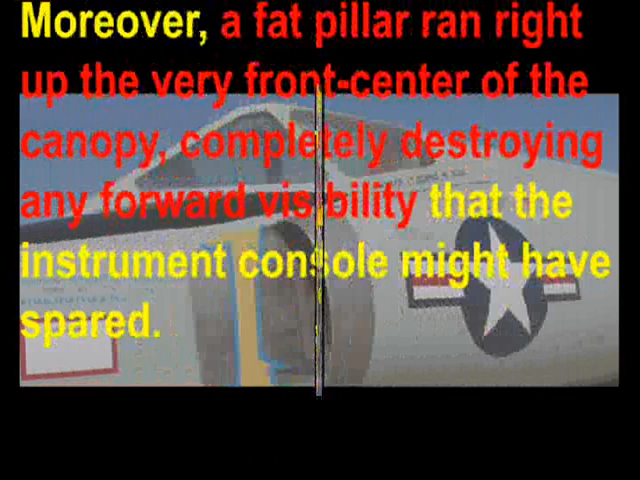 Moreover, a fat pillar ran right
up the very front-center of the
canopy, completely destroying
any forward visibility that the
instrument console might have
spared.